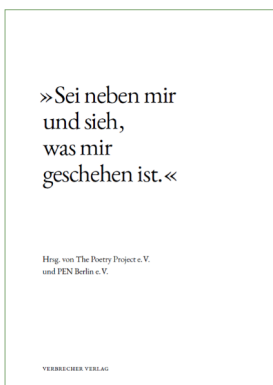 »Sei neben mir
und sieh,
was mir
geschehen ist.«
Hrsg. von The Poetry Project e. V.
und PEN Berlin e. V.
VERBRECHER VERLAG